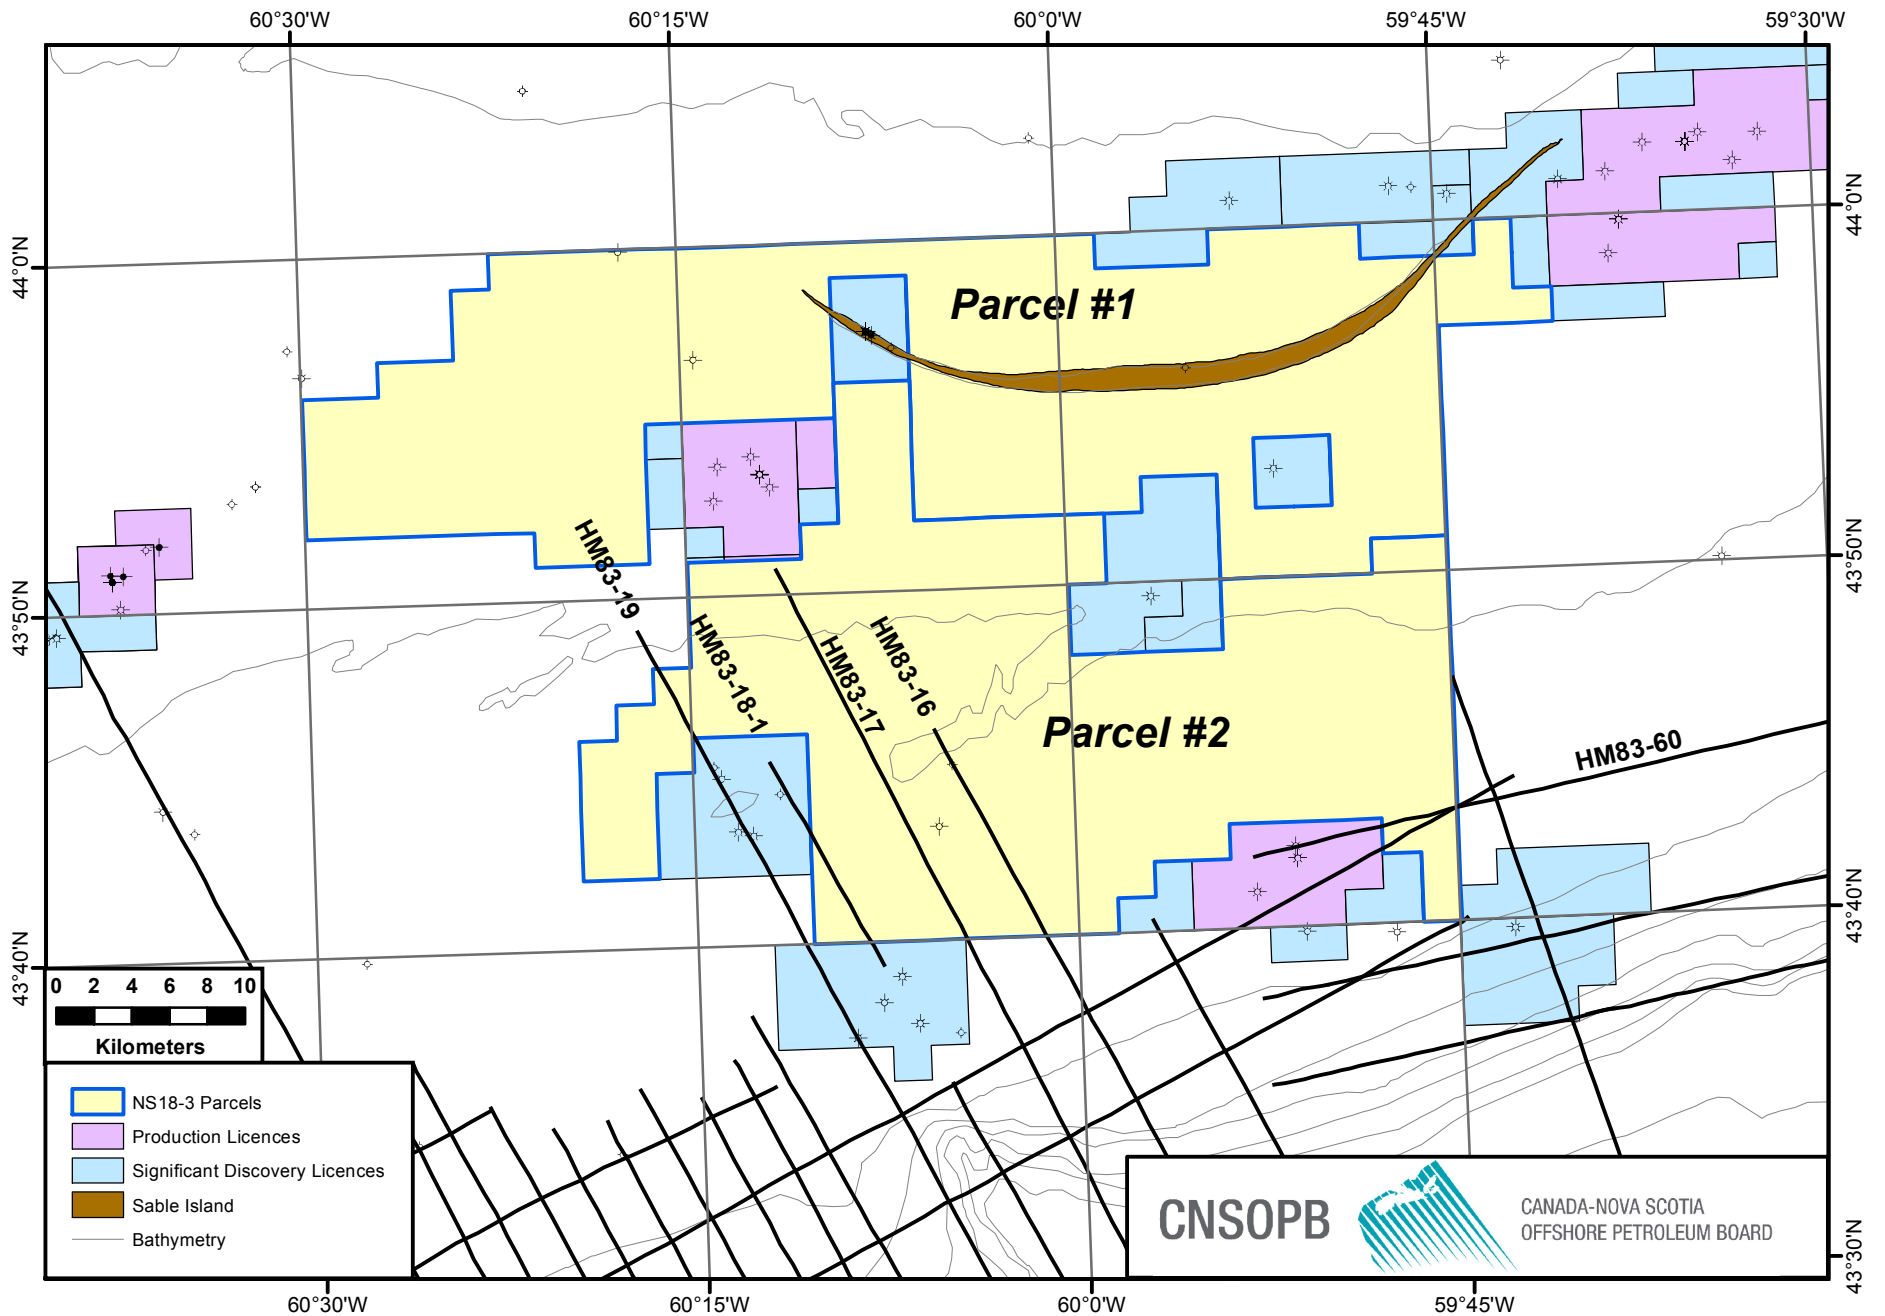 60°30'W
60°15'W
60°0'W
59°45'W
59°30'W
44°0'N
44°0'N
Parcel #1
HM83-19
HM83-18-1
HM83-17
HM83-16
43°50'N
43°50'N
Parcel #2
HM83-60
43°40'N
43°40'N
0 2 4 6 8 10
Kilometers
NS18-3 Parcels
Production Licences
Significant Discovery Licences
Sable Island
Bathymetry
CNSOPB
CANADA-NOVA SCOTIA
OFFSHORE PETROLEUM BOARD
43°30'N
60°30'W
60°15'W
60°0'W
59°45'W